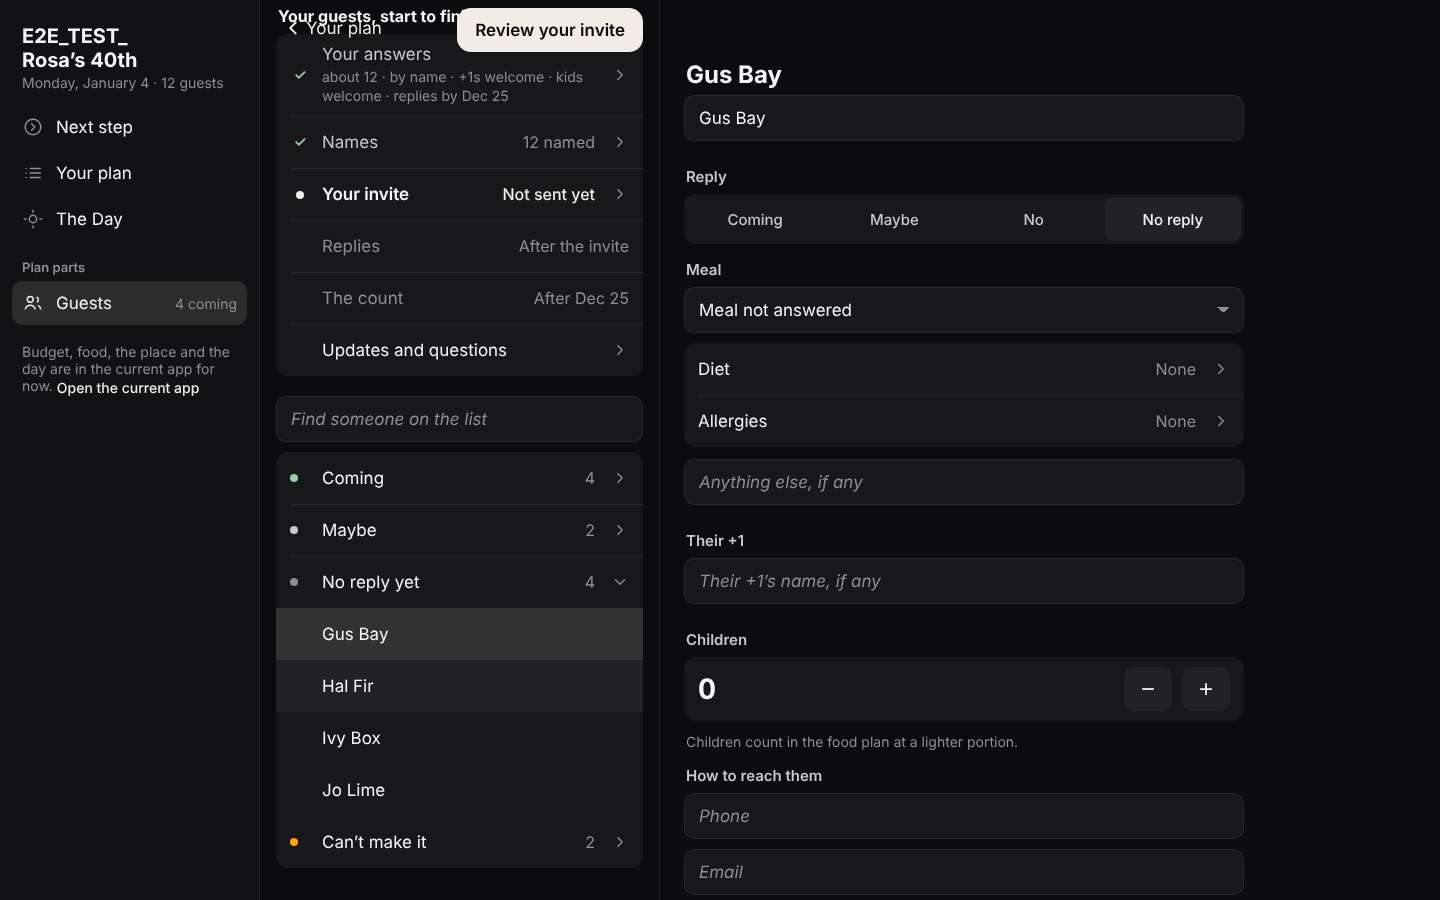 E2E_TEST_
Rosa’s 40th
Monday, January 4 · 12 guests
Next step
Your plan
The Day
Plan parts
Guests 4 coming
Budget, food, the place and the
day are in the current app for
now. Open the current app
Your guests, start to fin
Your plan
Review your invite
Your answers
about 12 · by name · +1s welcome · kids
welcome · replies by Dec 25
Names 12 named
Your invite Not sent yet
Replies After the invite
The count After Dec 25
Updates and questions
Find someone on the list
Coming 4
Maybe 2
No reply yet 4
Gus Bay
Hal Fir
Ivy Box
Jo Lime
Can’t make it 2
Gus Bay
Gus Bay
Reply
Coming Maybe No No reply
Meal
Meal not answered
Diet None
Allergies None
Anything else, if any
Their +1
Their +1’s name, if any
Children
0 − +
Children count in the food plan at a lighter portion.
How to reach them
Phone
Email